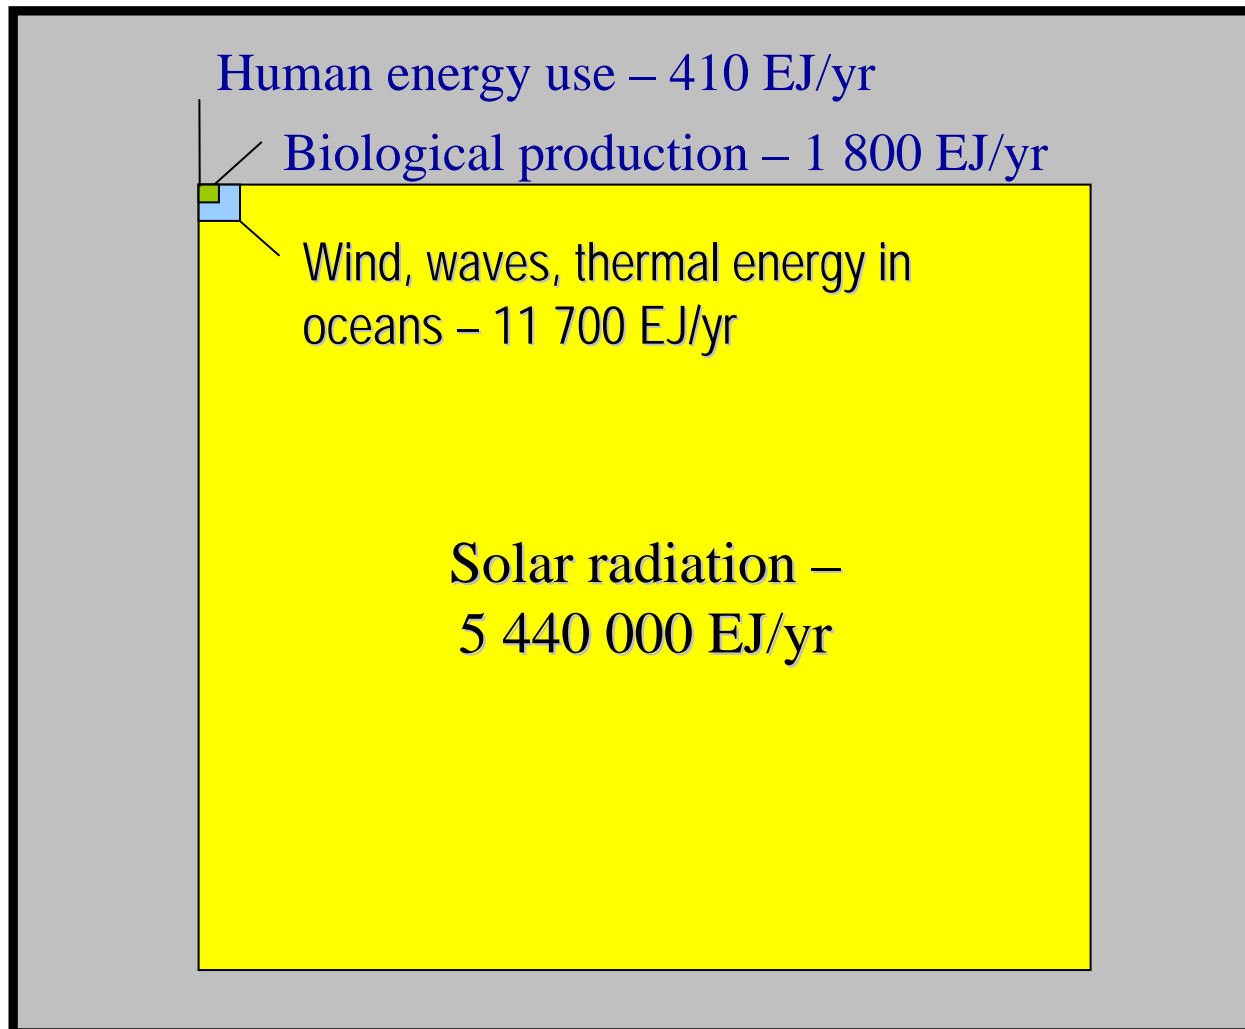 Human energy use – 410 EJ/yr
Biological production – 1 800 EJ/yr
Wind, waves, thermal energy in
oceans – 11 700 EJ/yr
Solar radiation –
5 440 000 EJ/yr